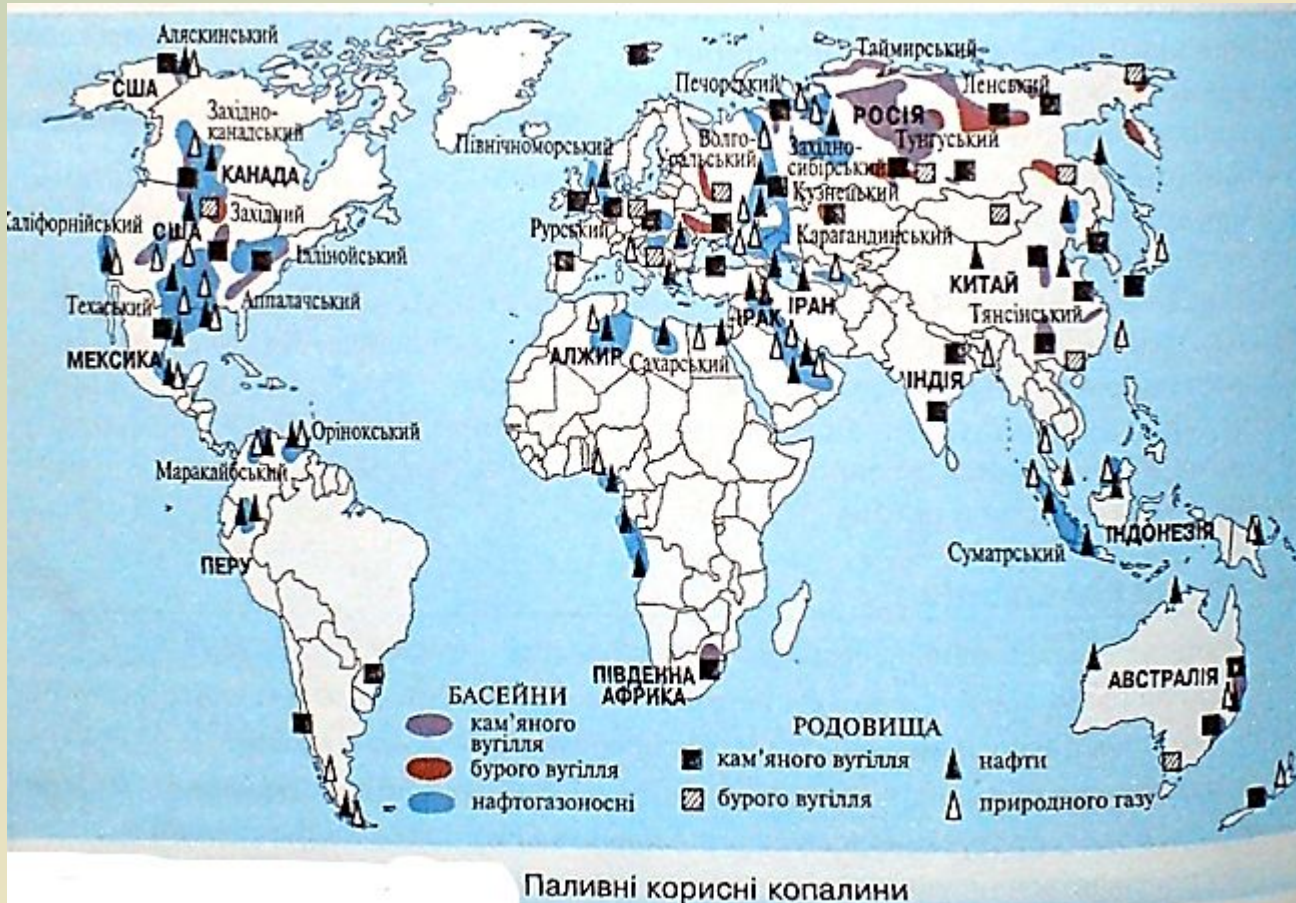 Аляскинський
США
Західно-
канадський
КАНАДА
Західний
Каліфорнійський
США
Іллінойський
Аппалачський
Техаський
МЕКСИКА
Орінокський
Маракайбський
ПЕРУ
Північноморський
Рурський
Печорський
Волго-
Уральський
Таймирський
Ленський
РОСІЯ
Тунгуський
Західно-
сибірський
Кузнецький
Карагандинський
КИТАЙ
Тянсінський
ІРАК
ІРАН
ІНДІЯ
АЛЖИР
Сахарський
ІНДОНЕЗІЯ
Суматрський
АВСТРАЛІЯ
ПІВДЕННА
АФРИКА
БАСЕЙНИ
кам’яного
вугілля
бурого вугілля
нафтогазоносні
РОДОВИЩА
кам’яного вугілля
бурого вугілля
нафти
природного газу
Паливні корисні копалини